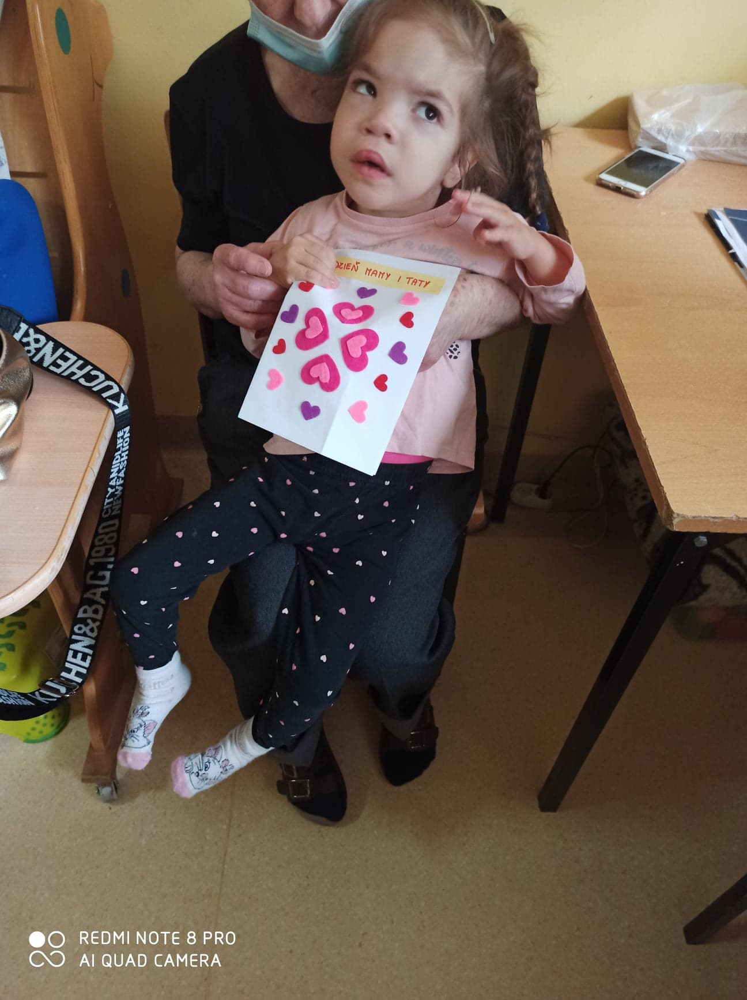 DZIEŃ MAMY I TATY
KUCHEN&B
CITYANDLIFE
NEWFASHION
KUCHEN&BAG.1980
REDMI NOTE 8 PRO
AI QUAD CAMERA